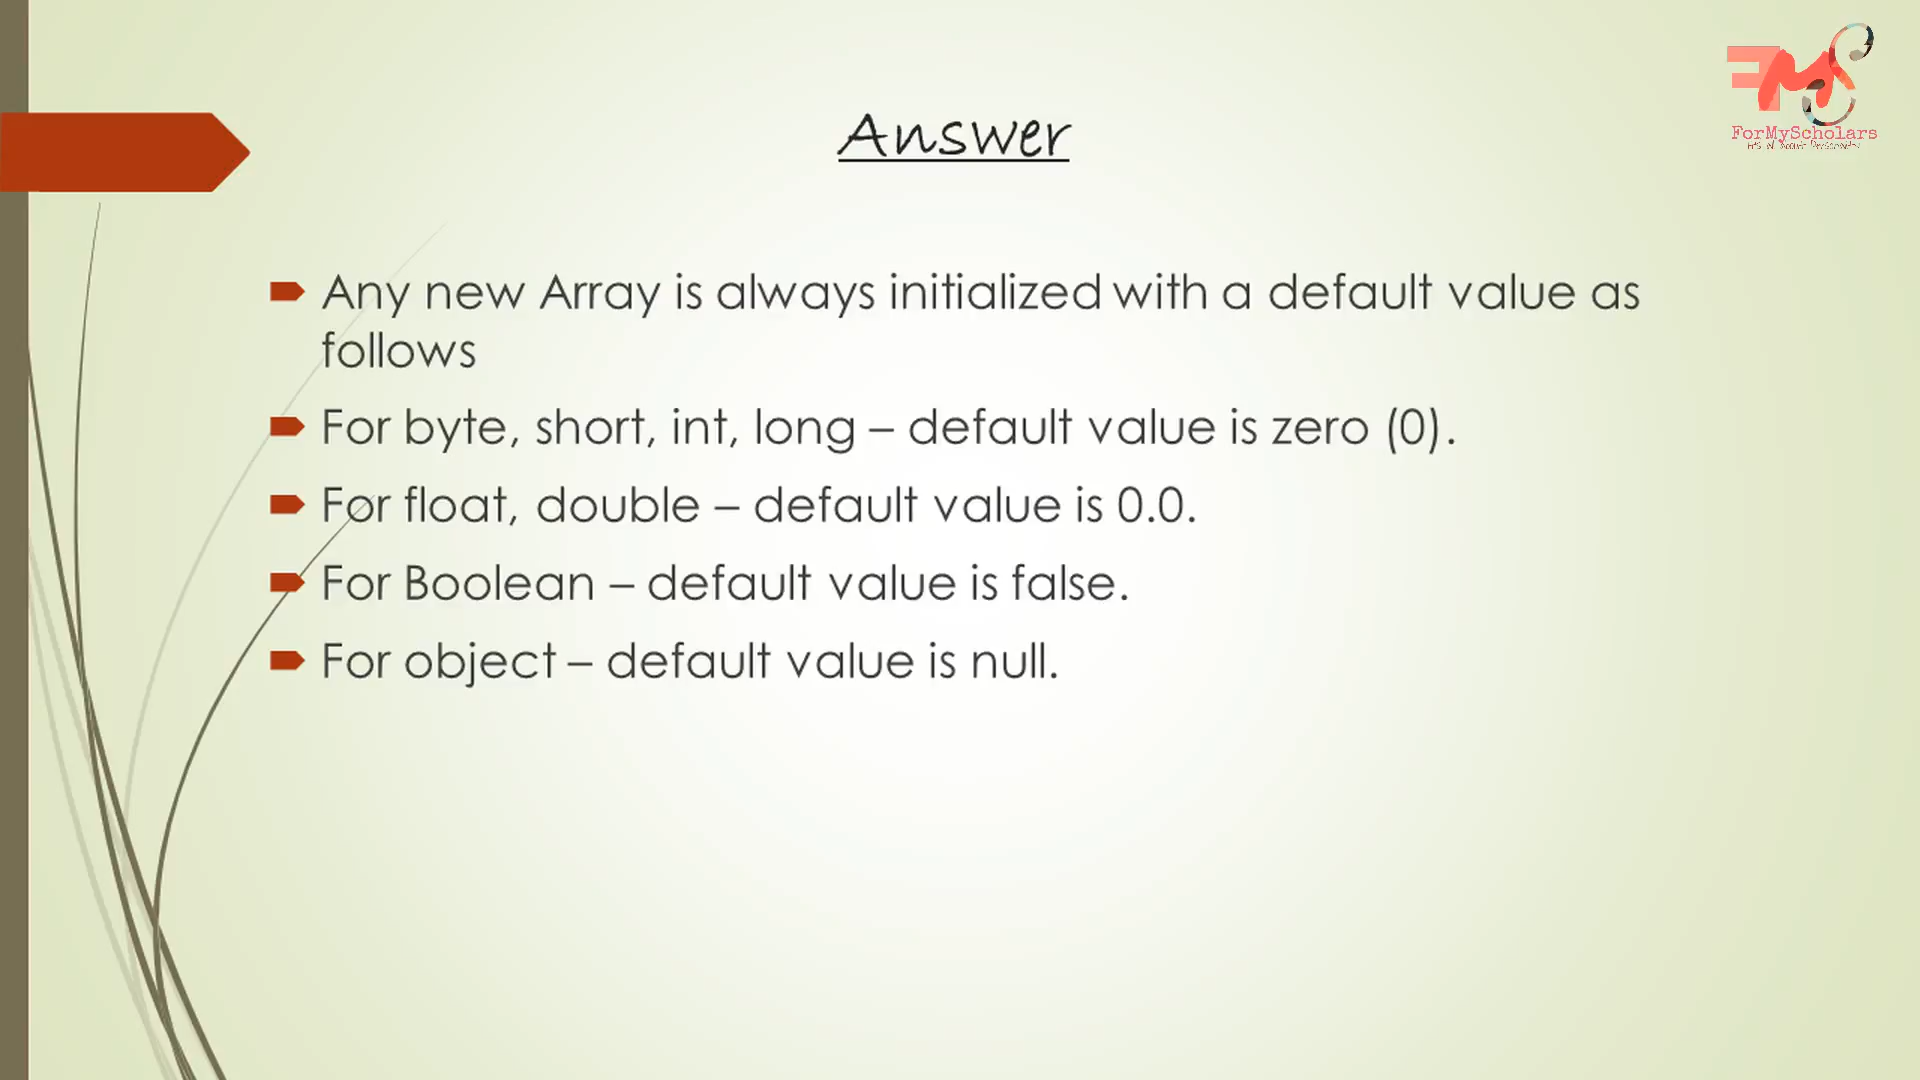 FMS
ForMyScholars
Answer
Any new Array is always initialized with a default value as
follows
For byte, short, int, long – default value is zero (0).
For float, double – default value is 0.0.
For Boolean – default value is false.
For object – default value is null.